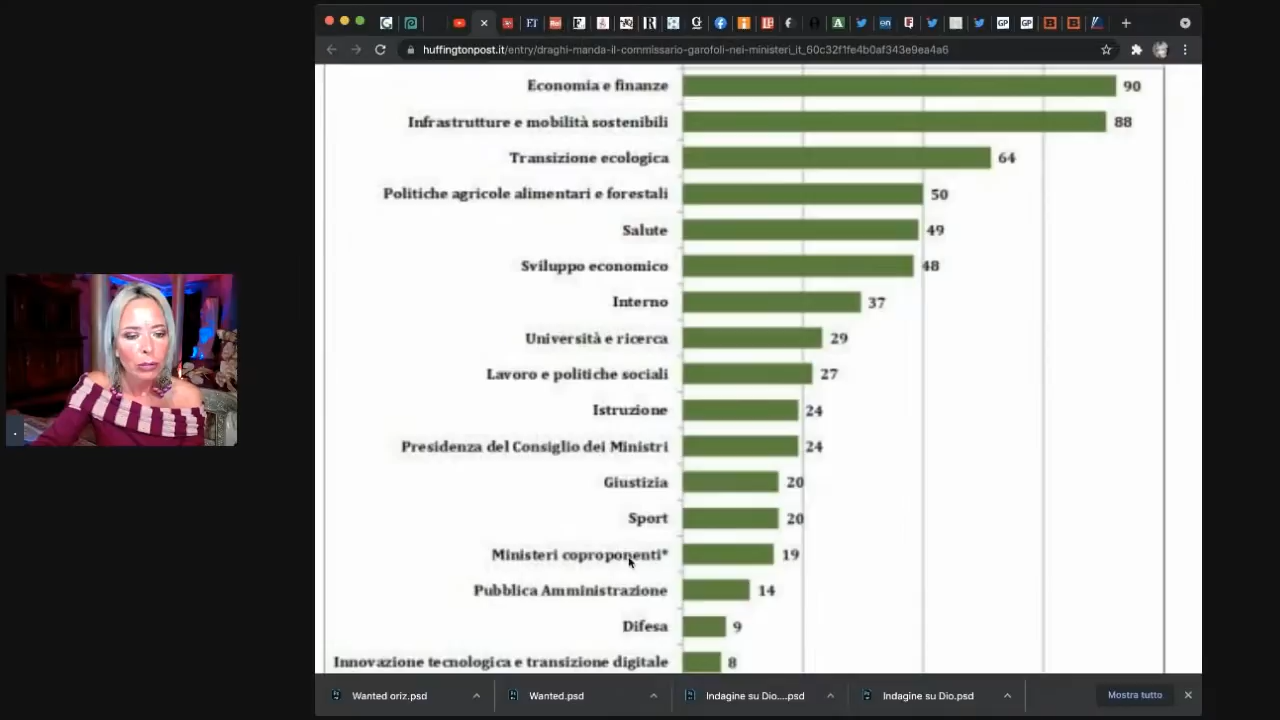 huffingtonpost.it/entry/draghi-manda-il-commissario-garofoli-nei-ministeri_it_60c32f1fe4b0af343e9ea4a6
Economia e finanze 90
Infrastrutture e mobilità sostenibili 88
Transizione ecologica 64
Politiche agricole alimentari e forestali 50
Salute 49
Sviluppo economico 48
Interno 37
Università e ricerca 29
Lavoro e politiche sociali 27
Istruzione 24
Presidenza del Consiglio dei Ministri 24
Giustizia 20
Sport 20
Ministeri coproponenti* 19
Pubblica Amministrazione 14
Difesa 9
Innovazione tecnologica e transizione digitale 8
Wanted oriz.psd Wanted.psd Indagine su Dio....psd Indagine su Dio.psd Mostra tutto